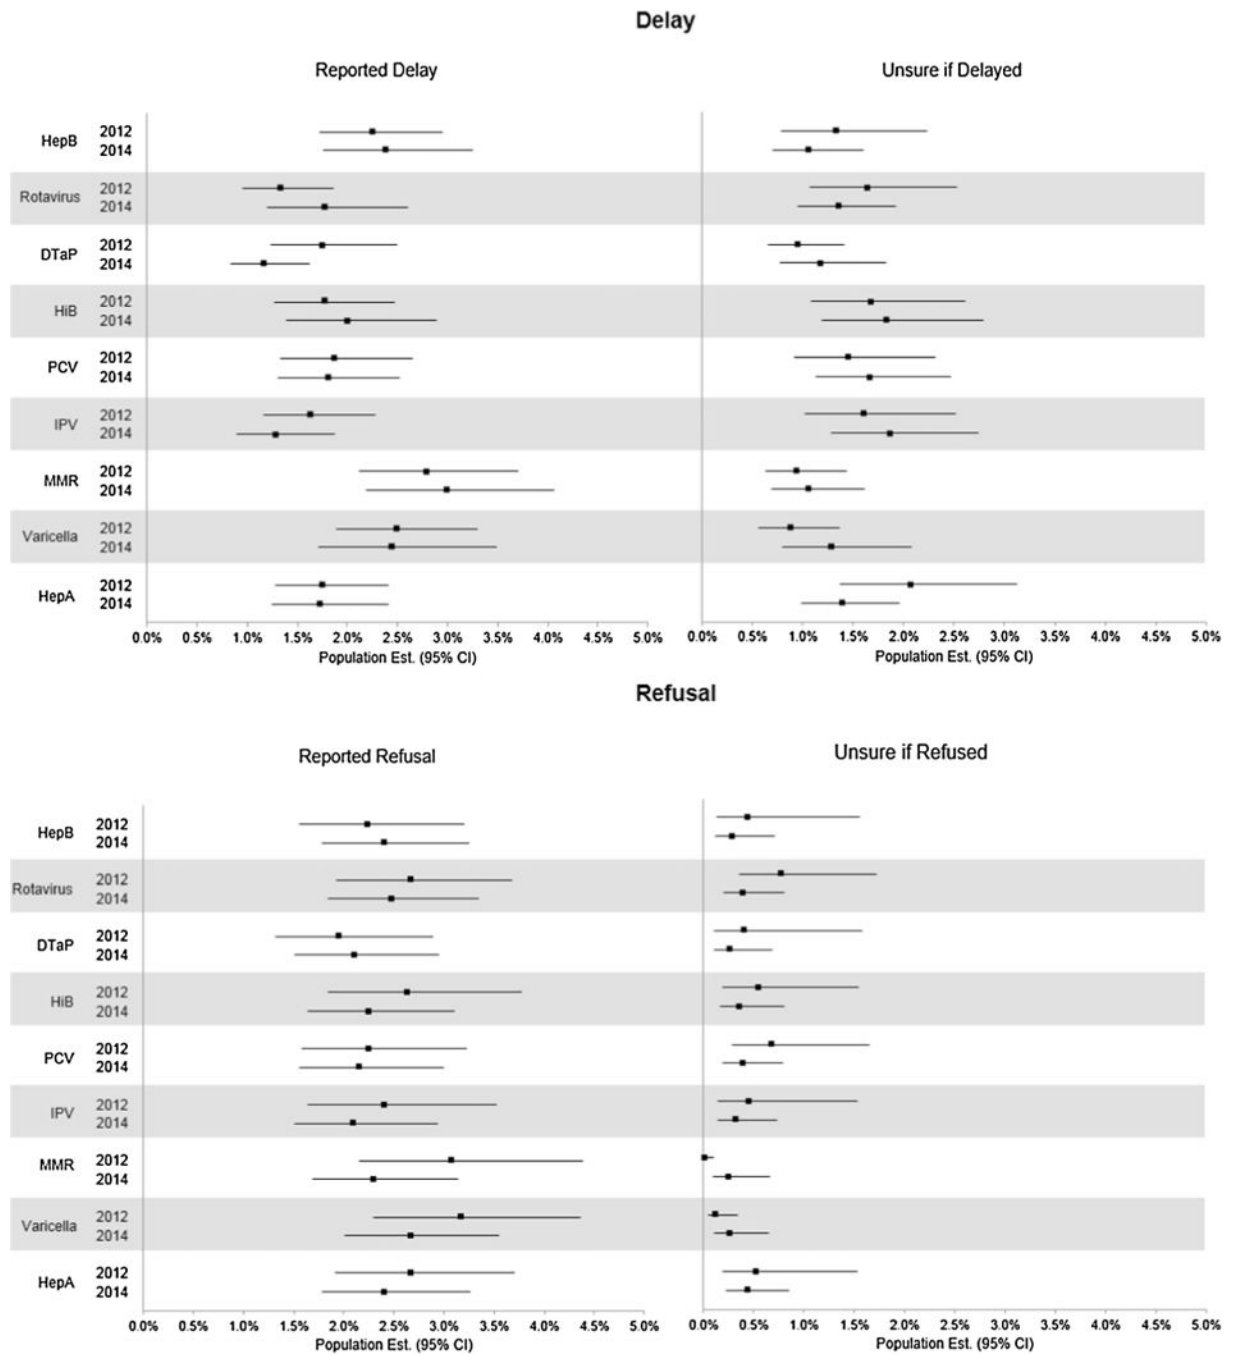 Delay
Reported Delay
Unsure if Delayed
HepB
2012
2014
Rotavirus
2012
2014
DTaP
2012
2014
HiB
2012
2014
PCV
2012
2014
IPV
2012
2014
MMR
2012
2014
Varicella
2012
2014
HepA
2012
2014
0.0% 0.5% 1.0% 1.5% 2.0% 2.5% 3.0% 3.5% 4.0% 4.5% 5.0%
Population Est. (95% CI)
0.0% 0.5% 1.0% 1.5% 2.0% 2.5% 3.0% 3.5% 4.0% 4.5% 5.0%
Population Est. (95% CI)
Refusal
Reported Refusal
Unsure if Refused
HepB
2012
2014
Rotavirus
2012
2014
DTaP
2012
2014
HiB
2012
2014
PCV
2012
2014
IPV
2012
2014
MMR
2012
2014
Varicella
2012
2014
HepA
2012
2014
0.0% 0.5% 1.0% 1.5% 2.0% 2.5% 3.0% 3.5% 4.0% 4.5% 5.0%
Population Est. (95% CI)
0.0% 0.5% 1.0% 1.5% 2.0% 2.5% 3.0% 3.5% 4.0% 4.5% 5.0%
Population Est. (95% CI)